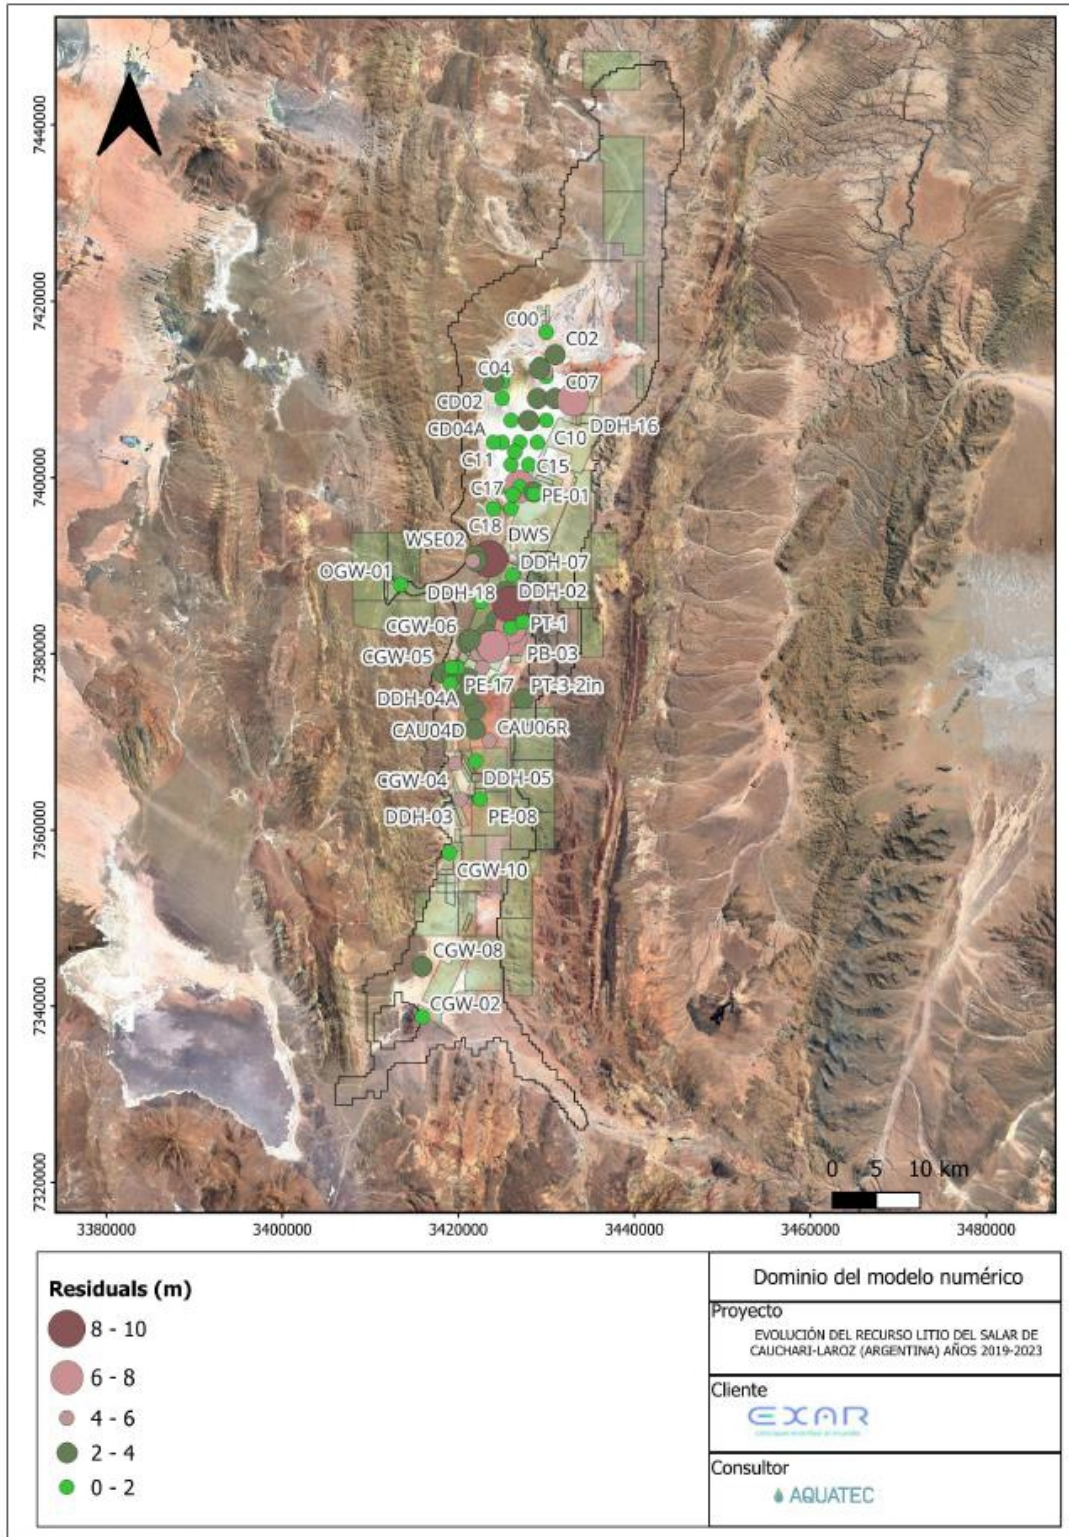 7440000
7420000
7400000
7380000
7360000
7340000
7320000
C00
C02
C04
C07
CD02
DDH-16
CD04A
C10
C11
C15
C17
PE-01
C18
DWS
WSE02
DDH-07
OGW-01
DDH-18
DDH-02
CGW-06
PT-1
CGW-05
PB-03
PE-17
PT-3-2in
DDH-04A
CAU04D
CAU06R
CGW-04
DDH-05
DDH-03
PE-08
CGW-10
CGW-08
CGW-02
0 5 10 km
3380000 3400000 3420000 3440000 3460000 3480000
Residuals (m)
8 - 10
6 - 8
4 - 6
2 - 4
0 - 2
Dominio del modelo numérico
Proyecto
EVOLUCIÓN DEL RECURSO LITIO DEL SALAR DE
CAUCHARI-LAROZ (ARGENTINA) AÑOS 2019-2023
Cliente
EXAR
Consultor
AQUATEC